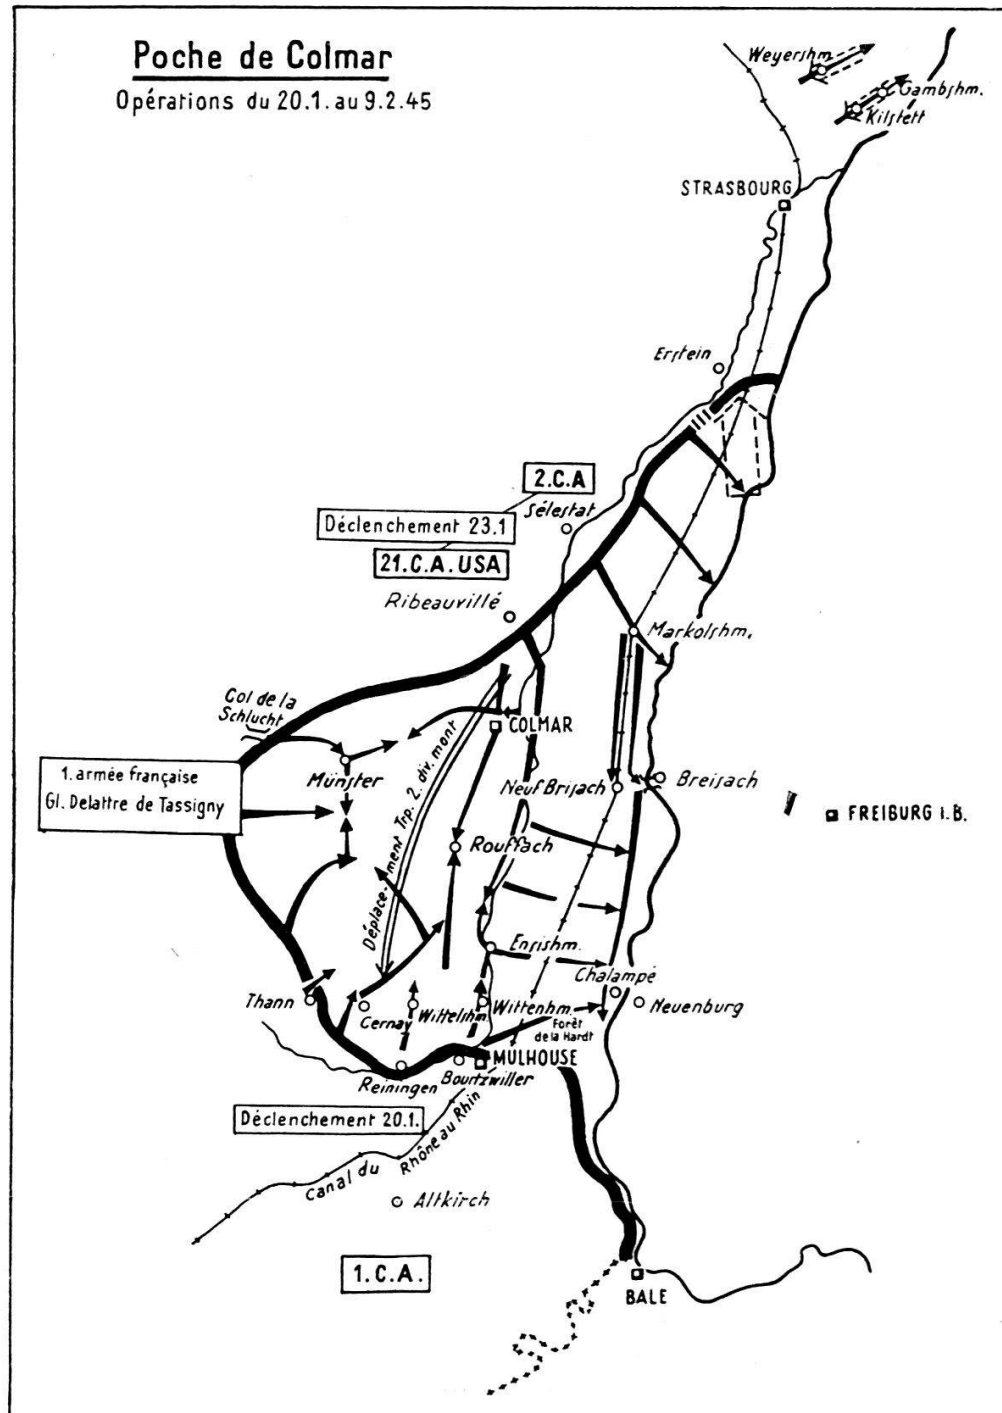 Poche de Colmar
Opérations du 20.1. au 9.2.45
Weyershm.
Gambshm.
Kilstett
STRASBOURG
Erstein
2.C.A
Sélestat
Déclenchement 23.1
21.C.A.USA
Ribeauvillé
Markolshm.
Col de la
Schlucht
COLMAR
1. armée française
Gl. Delattre de Tassigny
Münster
Neuf Brisach
Breisach
FREIBURG I.B.
Rouffach
Déplace-ment Trp. 2. div. mont
Ensishm.
Chalampé
Thann
Cernay
Wittelshm.
Wittenhm.
Neuenburg
Forêt
de la Hardt
MULHOUSE
Reiningen
Bourtzwiller
Déclenchement 20.1.
Canal du Rhône au Rhin
Altkirch
1.C.A.
BALE